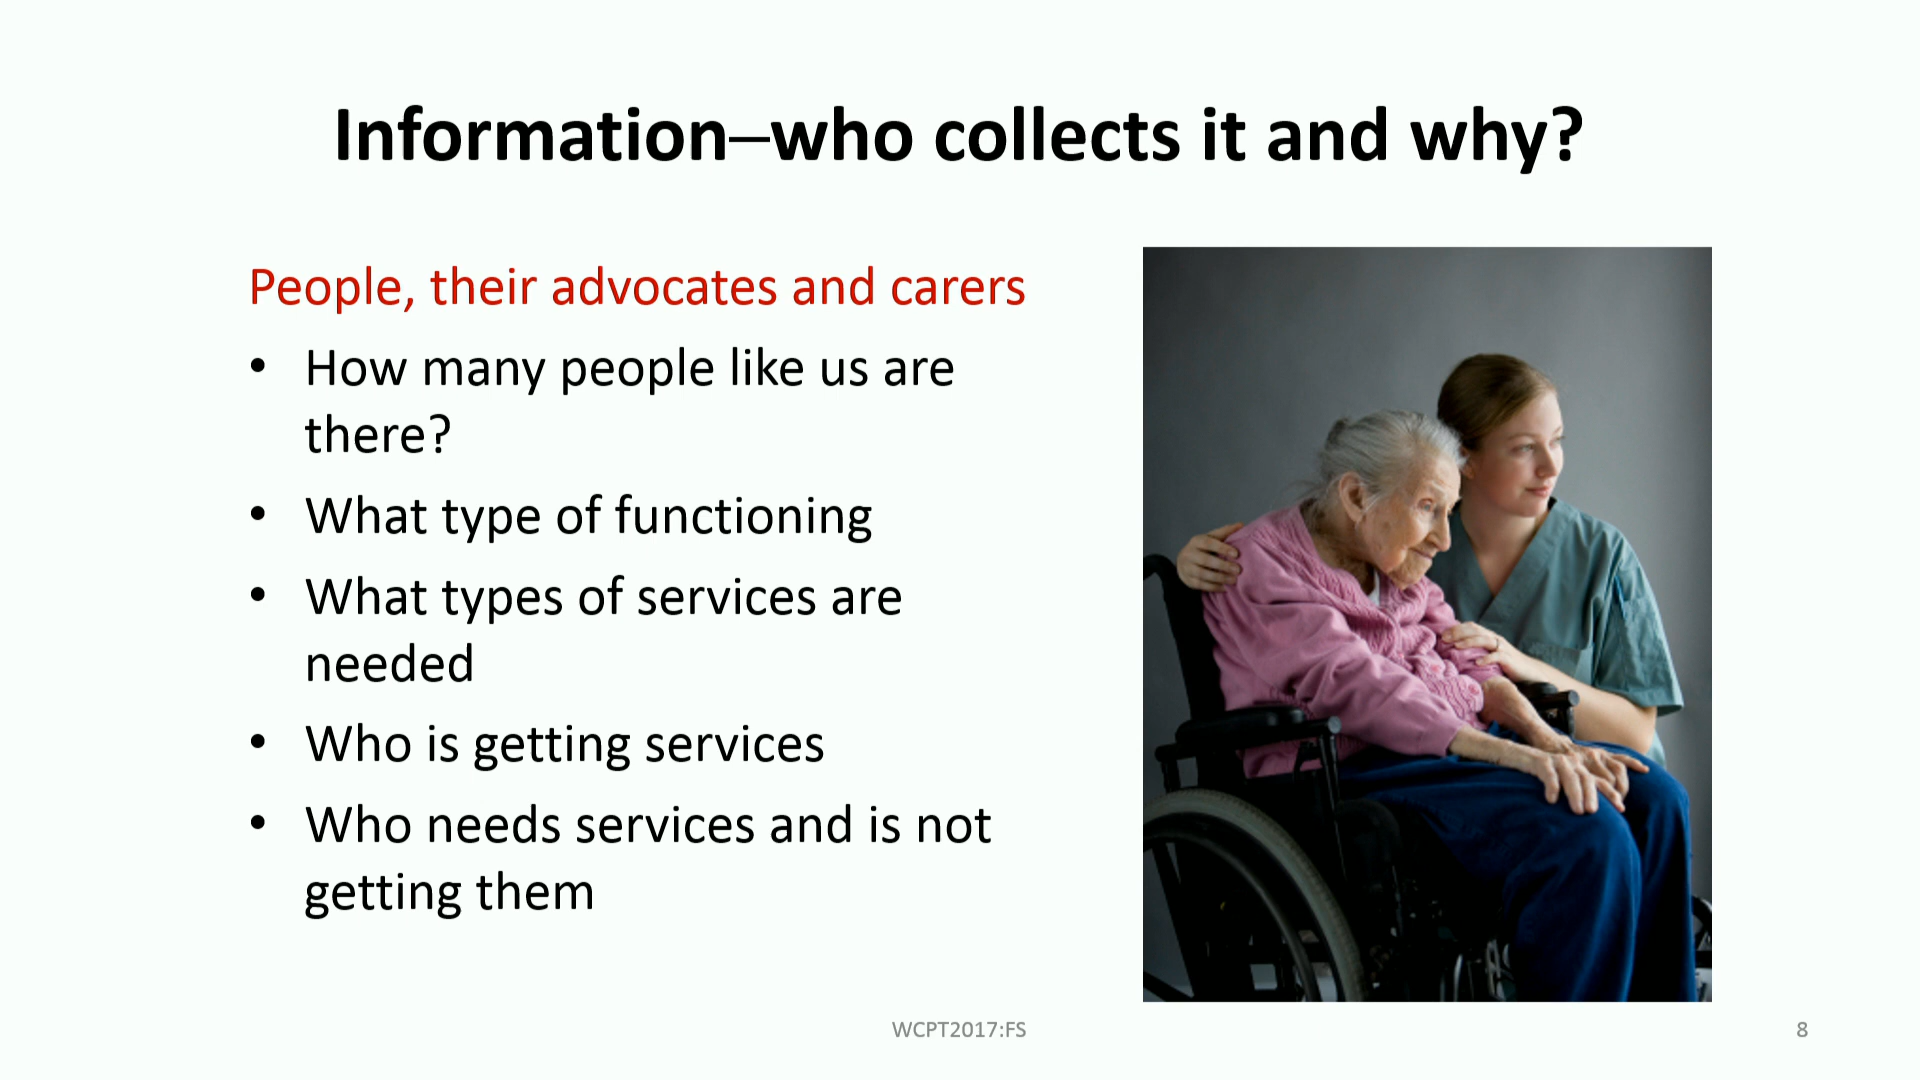 Information–who collects it and why?
People, their advocates and carers
• How many people like us are
there?
• What type of functioning
• What types of services are
needed
• Who is getting services
• Who needs services and is not
getting them
WCPT2017:FS
8